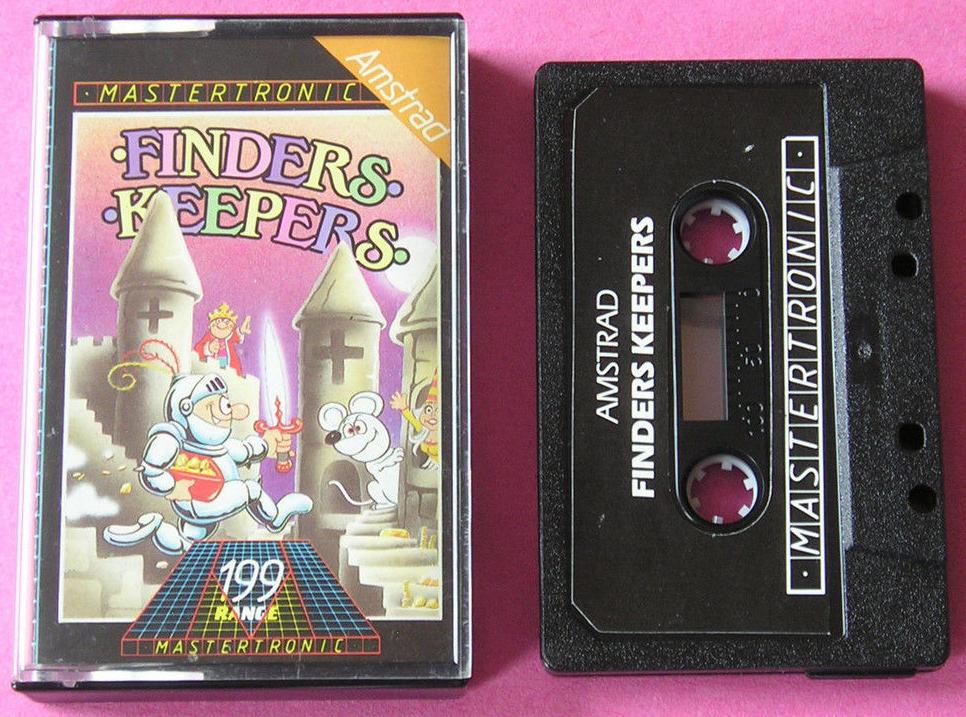 Amstrad
MASTERTRONIC
FINDERS
KEEPERS
199
RANGE
MASTERTRONIC
AMSTRAD
FINDERS KEEPERS
MASTERTRONIC